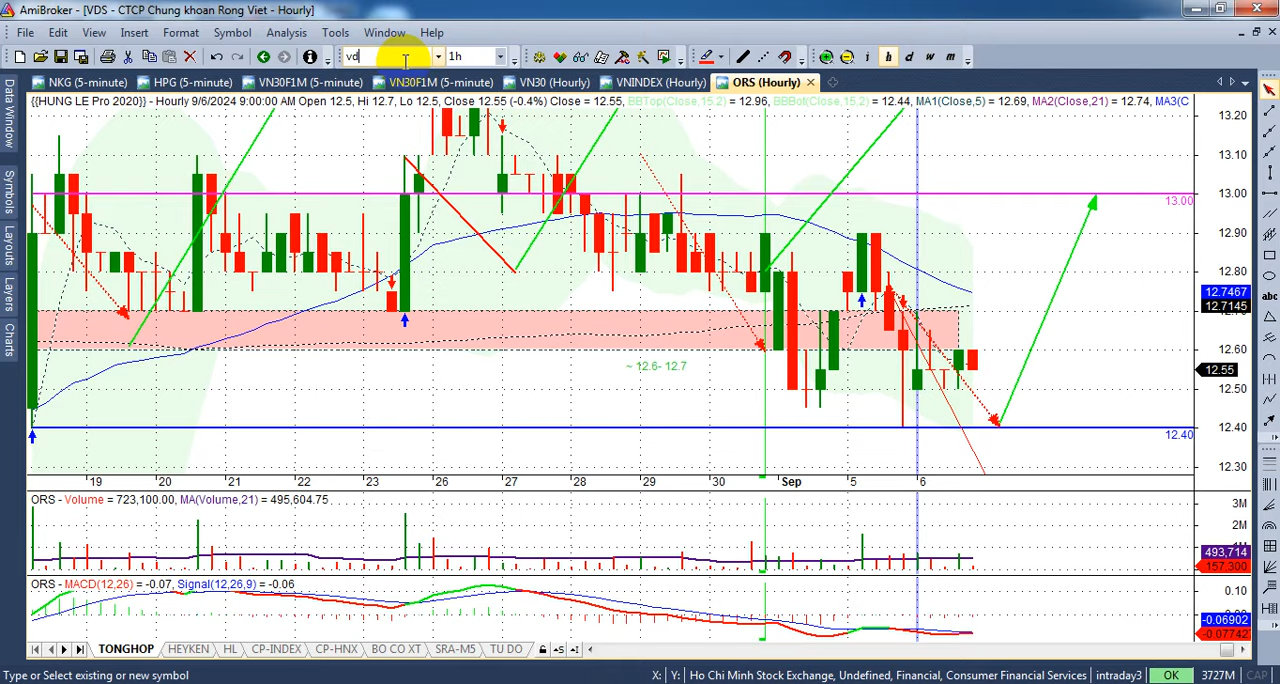 AmiBroker - [VDS - CTCP Chung khoan Rong Viet - Hourly]
File Edit View Insert Format Symbol Analysis Tools Window Help
vd 1h i h d w m
NKG (5-minute) HPG (5-minute) VN30F1M (5-minute) VN30F1M (5-minute) VN30 (Hourly) VNINDEX (Hourly) ORS (Hourly)
{{HUNG LE Pro 2020}} - Hourly 9/6/2024 9:00:00 AM Open 12.5, Hi 12.7, Lo 12.5, Close 12.55 (-0.4%) Close = 12.55, BBTop(Close,15.2) = 12.96, BBBot(Close,15.2) = 12.44, MA1(Close,5) = 12.69, MA2(Close,21) = 12.74, MA3(C
Data Window
Symbols
Layouts
Layers
Charts
abc
13.20
13.10
13.00
13.00
12.90
12.80
12.7467
12.7145
12.60
12.55
12.50
12.40
12.40
12.30
~ 12.6- 12.7
19 20 21 22 23 26 27 28 29 30 Sep 5 6
ORS - Volume = 723,100.00, MA(Volume,21) = 495,604.75
3M
2M
493,714
157,300
ORS - MACD(12,26) = -0.07, Signal(12,26,9) = -0.06
0.10
-0.06902
-0.07742
TONGHOP HEYKEN HL CP-INDEX CP-HNX BO CO XT SRA-M5 TU DO
Type or Select existing or new symbol X: Y: Ho Chi Minh Stock Exchange, Undefined, Financial, Consumer Financial Services intraday3 OK 3727M CAP